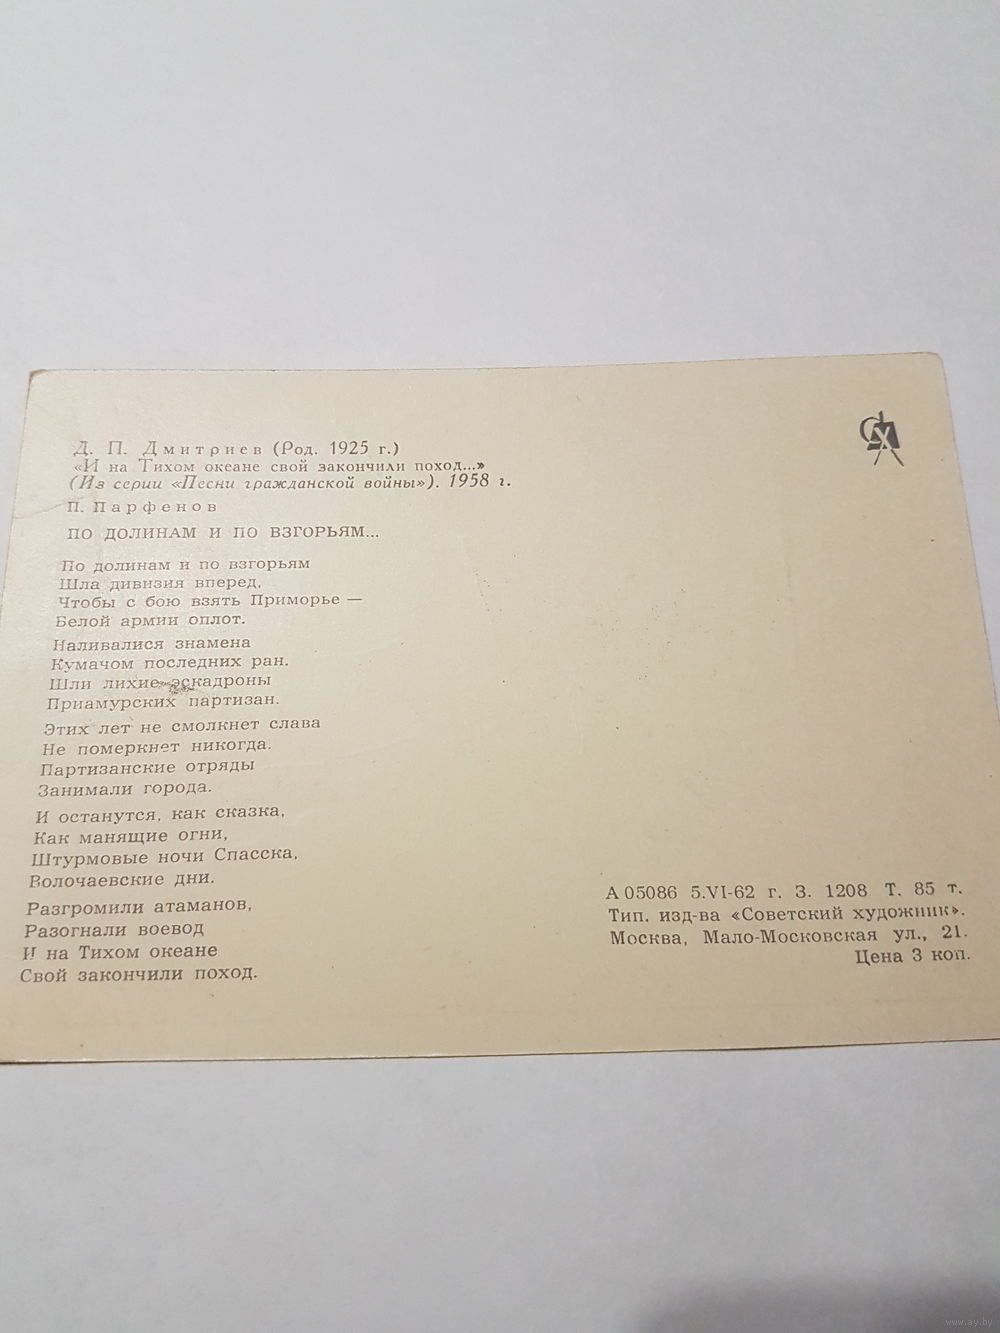 СХ
Д. П. Дмитриев (Род. 1925 г.)
«И на Тихом океане свой закончили поход...»
(Из серии «Песни гражданской войны»). 1958 г.
П. Парфенов
ПО ДОЛИНАМ И ПО ВЗГОРЬЯМ...
По долинам и по взгорьям
Шла дивизия вперед,
Чтобы с бою взять Приморье —
Белой армии оплот.
Наливалися знамена
Кумачом последних ран.
Шли лихие эскадроны
Приамурских партизан.
Этих лет не смолкнет слава
Не померкнет никогда.
Партизанские отряды
Занимали города.
И останутся, как сказка,
Как манящие огни,
Штурмовые ночи Спасска,
Волочаевские дни.
Разгромили атаманов,
Разогнали воевод
И на Тихом океане
Свой закончили поход.
А 05086 5.VI-62 г. З. 1208 Т. 85 т.
Тип. изд-ва «Советский художник».
Москва, Мало-Московская ул., 21.
Цена 3 коп.
www.ay.by